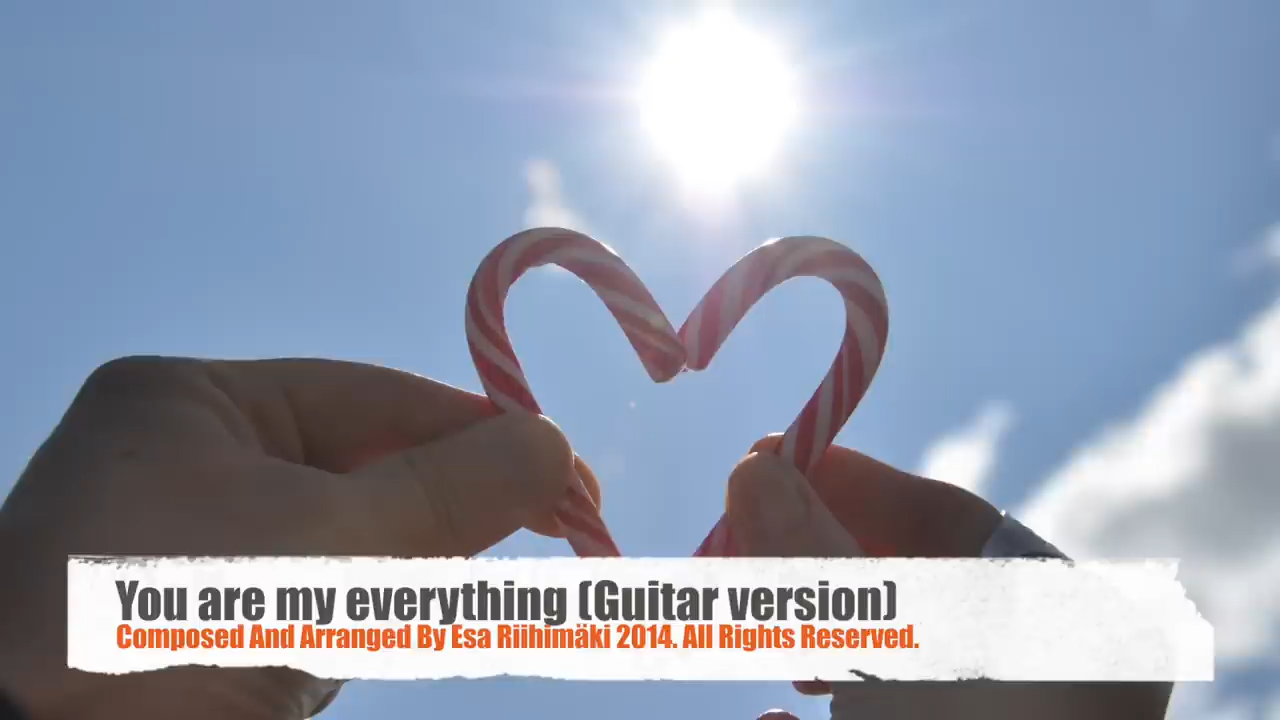 You are my everything (Guitar version)
Composed And Arranged By Esa Riihimäki 2014. All Rights Reserved.